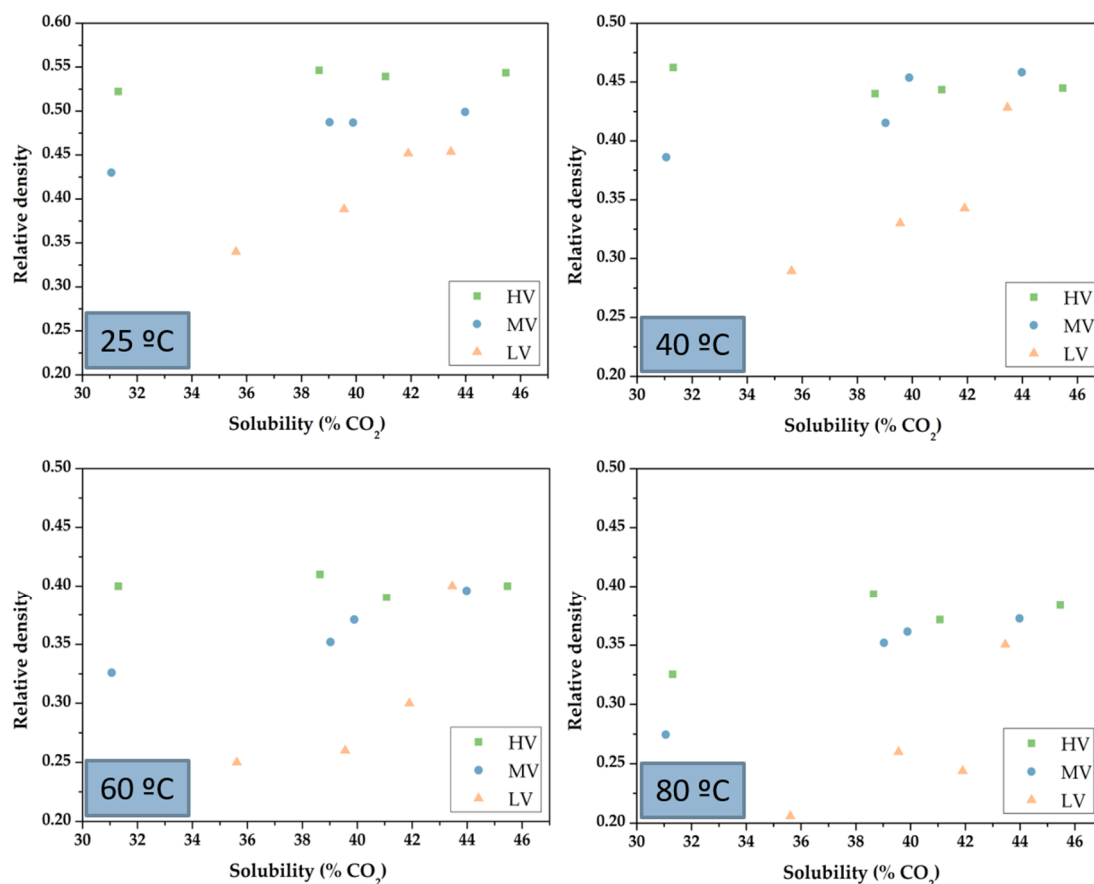 Relative density
0.60
0.55
0.50
0.45
0.40
0.35
0.30
0.25
0.20
HV
MV
LV
25 ºC
30 32 34 36 38 40 42 44 46
Solubility (% CO₂)
Relative density
0.50
0.45
0.40
0.35
0.30
0.25
0.20
HV
MV
LV
40 ºC
30 32 34 36 38 40 42 44 46
Solubility (% CO₂)
Relative density
0.50
0.45
0.40
0.35
0.30
0.25
0.20
HV
MV
LV
60 ºC
30 32 34 36 38 40 42 44 46
Solubility (% CO₂)
Relative density
0.50
0.45
0.40
0.35
0.30
0.25
0.20
HV
MV
LV
80 ºC
30 32 34 36 38 40 42 44 46
Solubility (% CO₂)